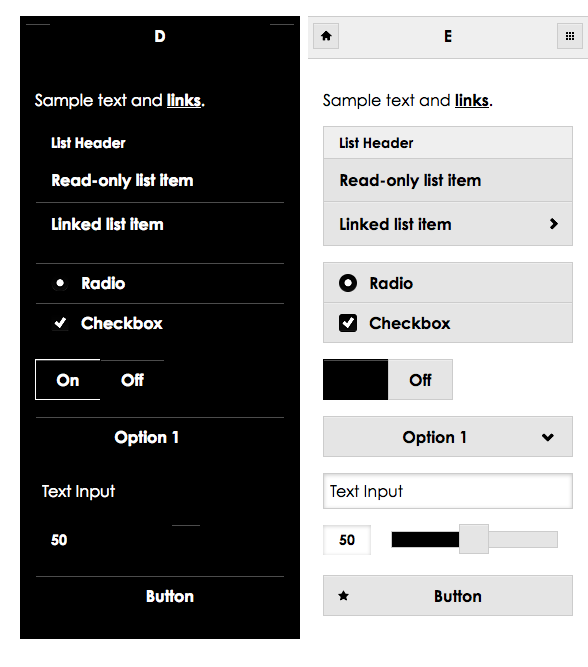 D
Sample text and links.
List Header
Read-only list item
Linked list item
Radio
Checkbox
On Off
Option 1
Text Input
50
Button
E
Sample text and links.
List Header
Read-only list item
Linked list item
Radio
Checkbox
Off
Option 1
Text Input
50
Button